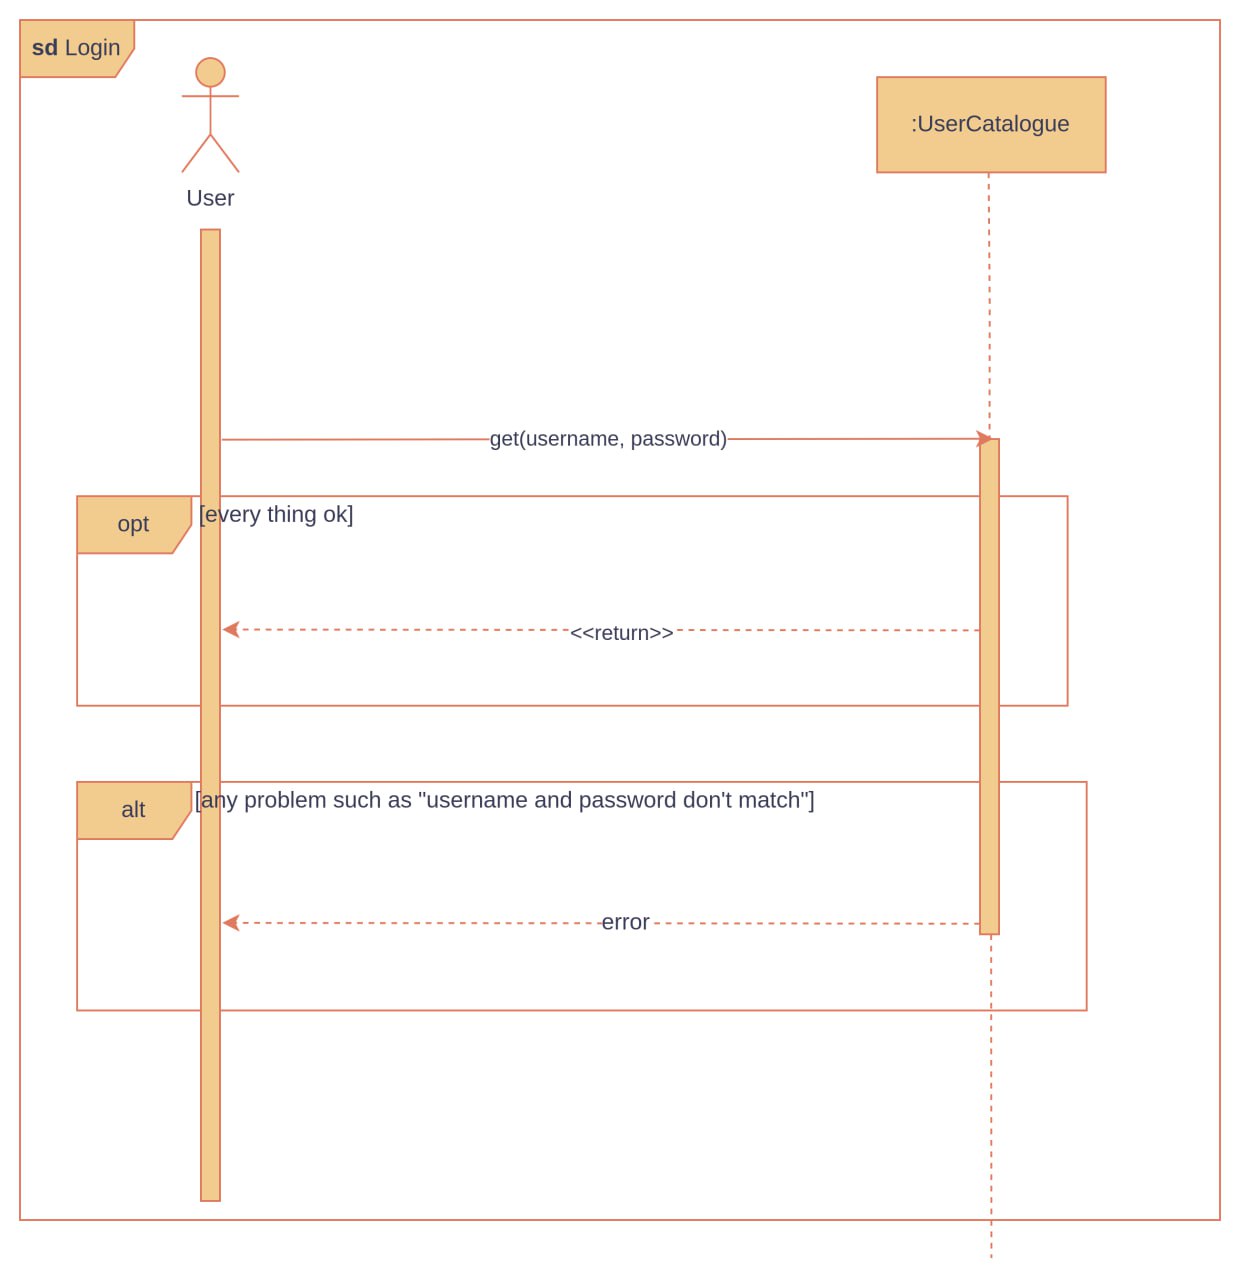 sd Login
User
:UserCatalogue
get(username, password)
opt
[every thing ok]
<<return>>
alt
[any problem such as "username and password don't match"]
error